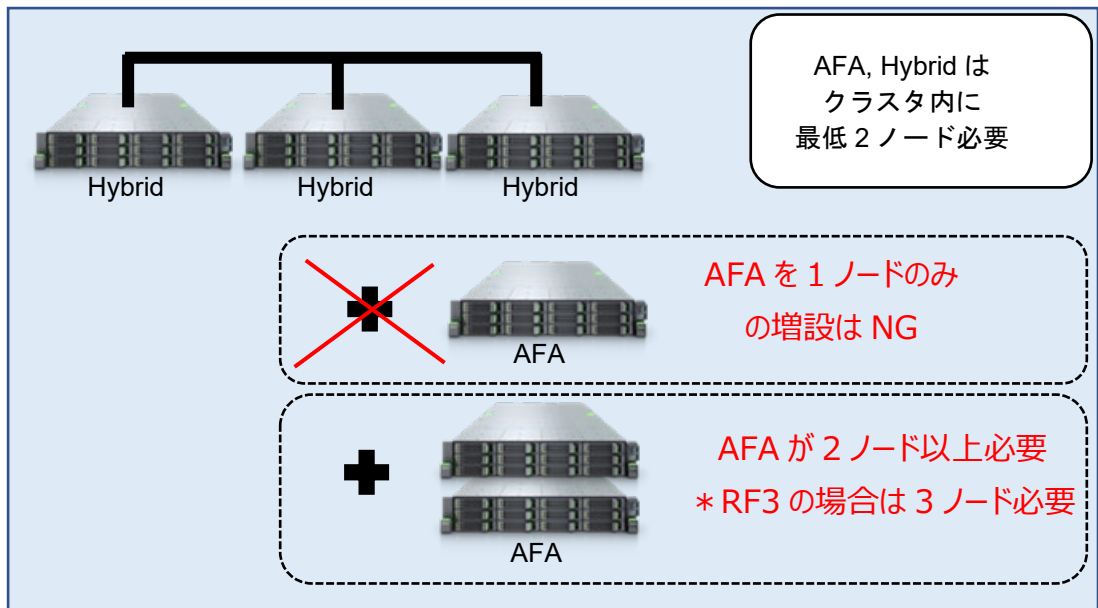 AFA, Hybrid は
クラスタ内に
最低 2 ノード必要
Hybrid
Hybrid
Hybrid
AFA を 1 ノードのみ
の増設は NG
AFA
AFA が 2 ノード以上必要
＊RF3 の場合は 3 ノード必要
AFA